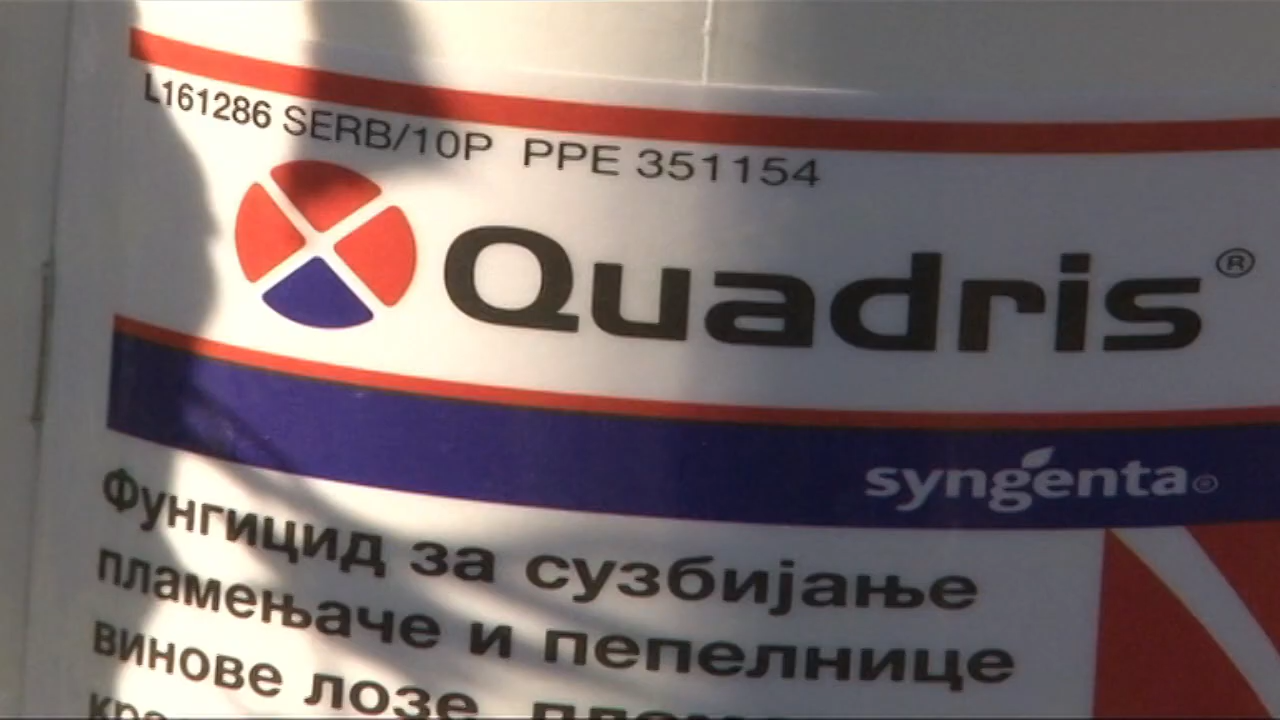 L161286 SERB/10P PPE 351154
Quadris®
syngenta
Фунгицид за сузбијање
пламењаче и пепелнице
винове лозе,